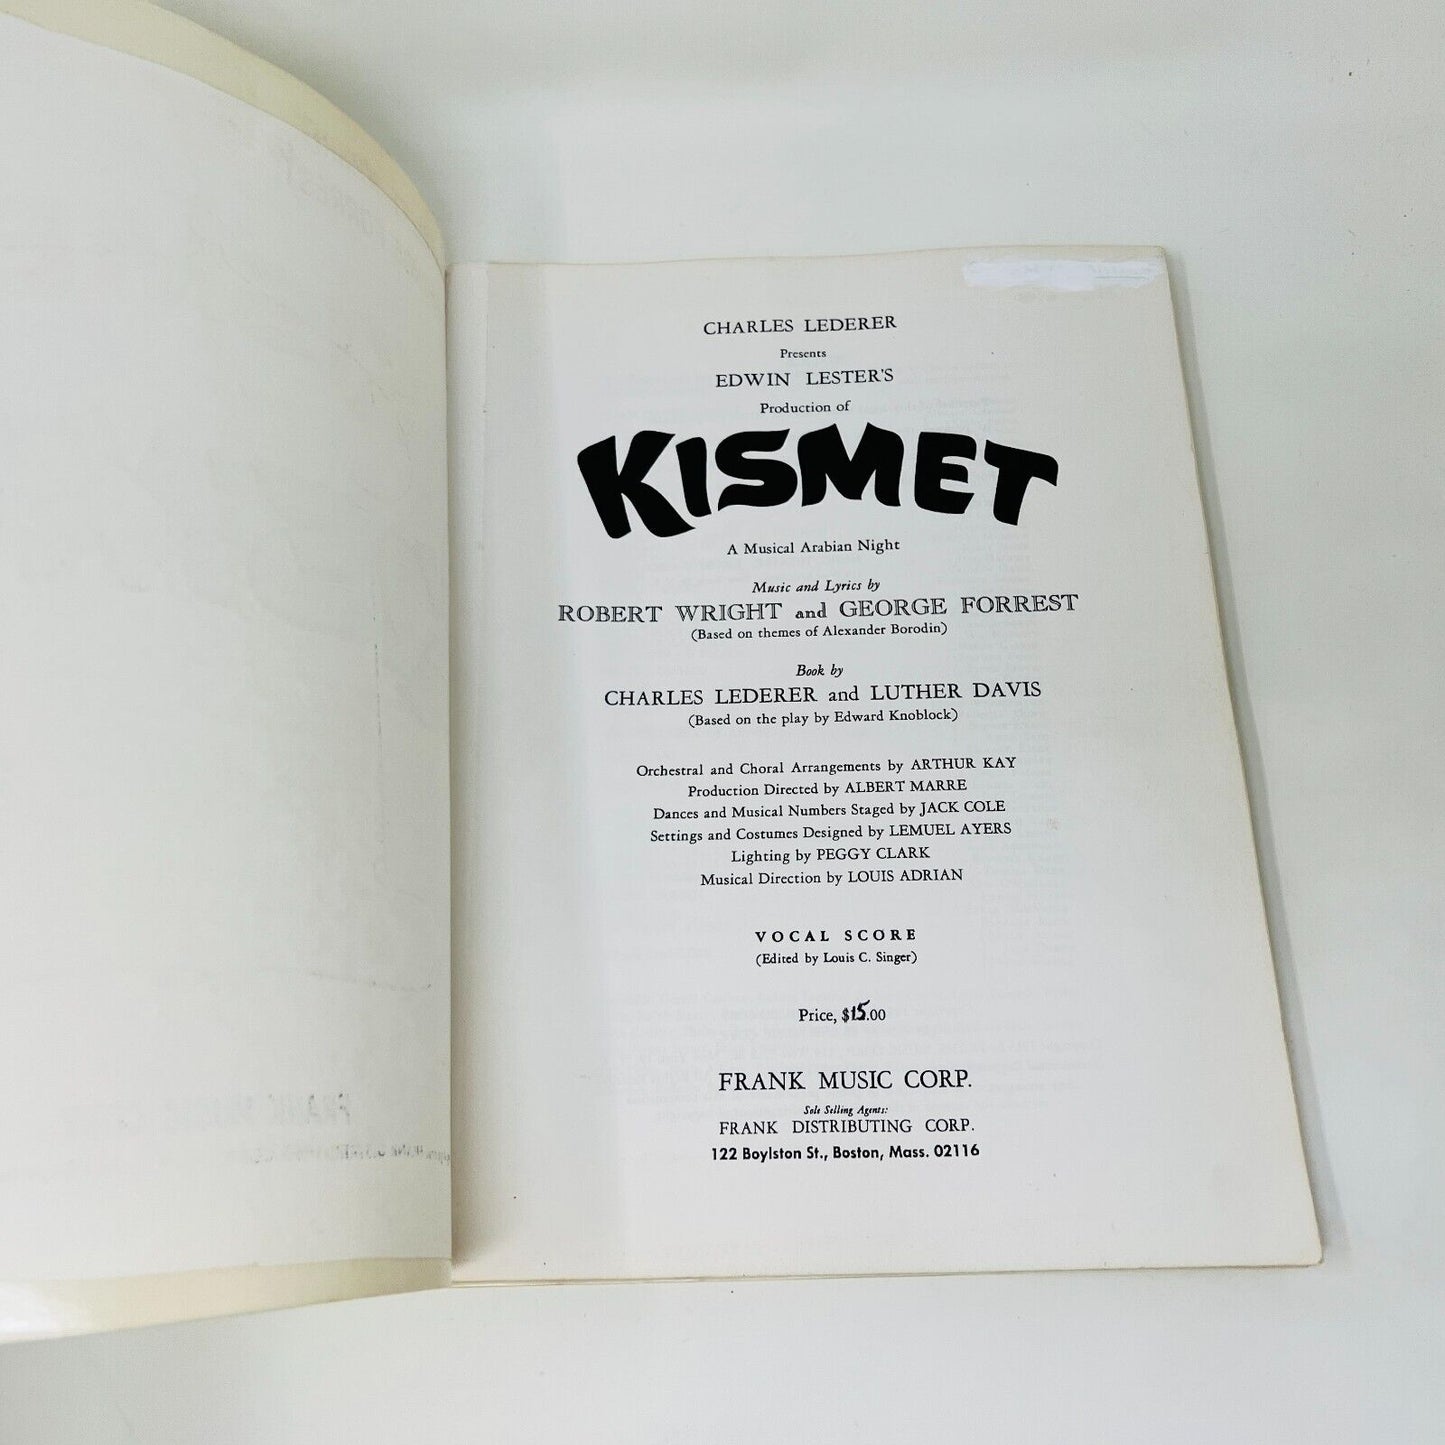 CHARLES LEDERER
Presents
EDWIN LESTER'S
Production of
KISMET
A Musical Arabian Night
Music and Lyrics by
ROBERT WRIGHT and GEORGE FORREST
(Based on themes of Alexander Borodin)
Book by
CHARLES LEDERER and LUTHER DAVIS
(Based on the play by Edward Knoblock)
Orchestral and Choral Arrangements by ARTHUR KAY
Production Directed by ALBERT MARRE
Dances and Musical Numbers Staged by JACK COLE
Settings and Costumes Designed by LEMUEL AYERS
Lighting by PEGGY CLARK
Musical Direction by LOUIS ADRIAN
VOCAL SCORE
(Edited by Louis C. Singer)
Price, $15.00
FRANK MUSIC CORP.
Sole Selling Agents:
FRANK DISTRIBUTING CORP.
122 Boylston St., Boston, Mass. 02116